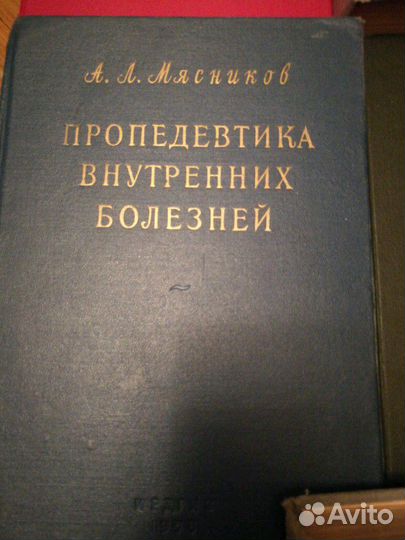 А. Л. Мясников
ПРОПЕДЕВТИКА
ВНУТРЕННИХ
БОЛЕЗНЕЙ
Avito